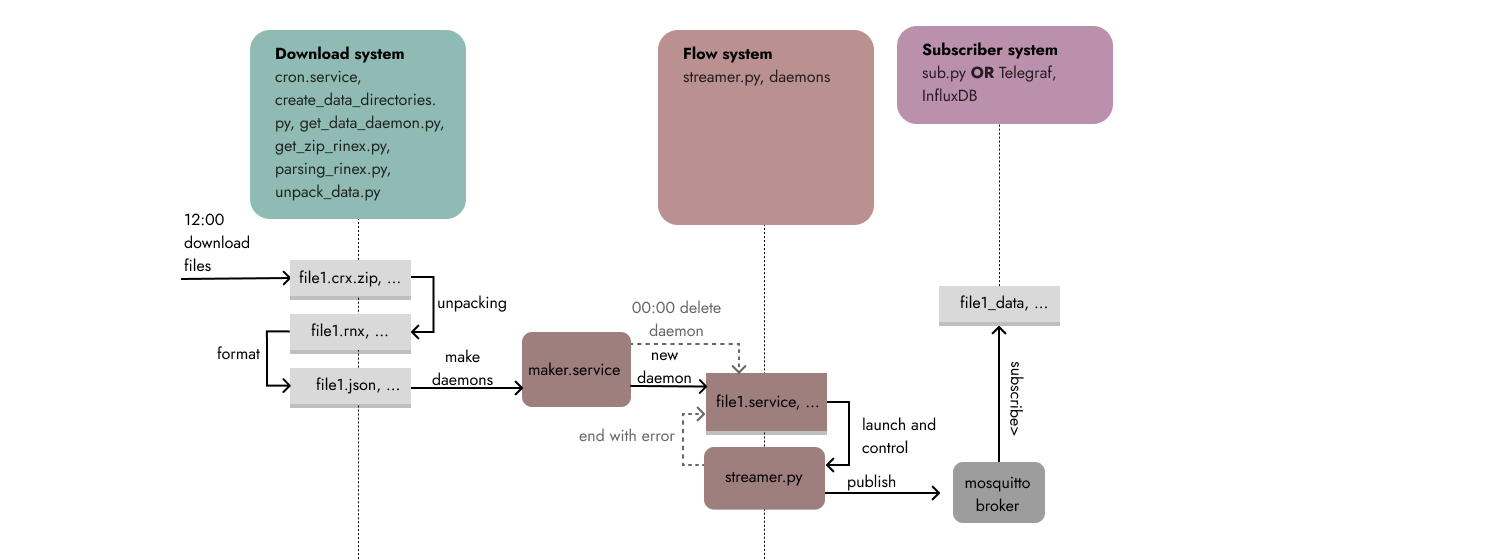 Download system
cron.service,
create_data_directories.
py, get_data_daemon.py,
get_zip_rinex.py,
parsing_rinex.py,
unpack_data.py
Flow system
streamer.py, daemons
Subscriber system
sub.py OR Telegraf,
InfluxDB
12:00
download
files
file1.crx.zip, ...
unpacking
file1.rnx, ...
format
file1.json, ...
make
daemons
maker.service
00:00 delete
daemon
new
daemon
file1.service, ...
end with error
launch and
control
streamer.py
publish
mosquitto
broker
subscribe>
file1_data, ...